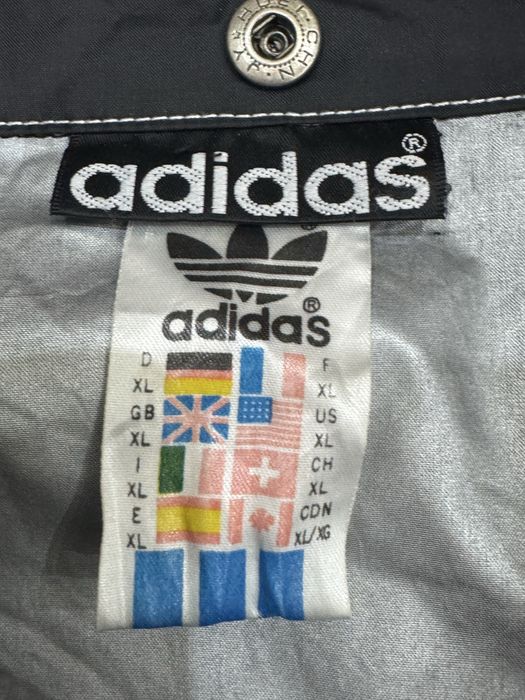 adidas®
adidas®
D F
XL XL
GB US
XL XL
I CH
XL XL
E CDN
XL XL/XG